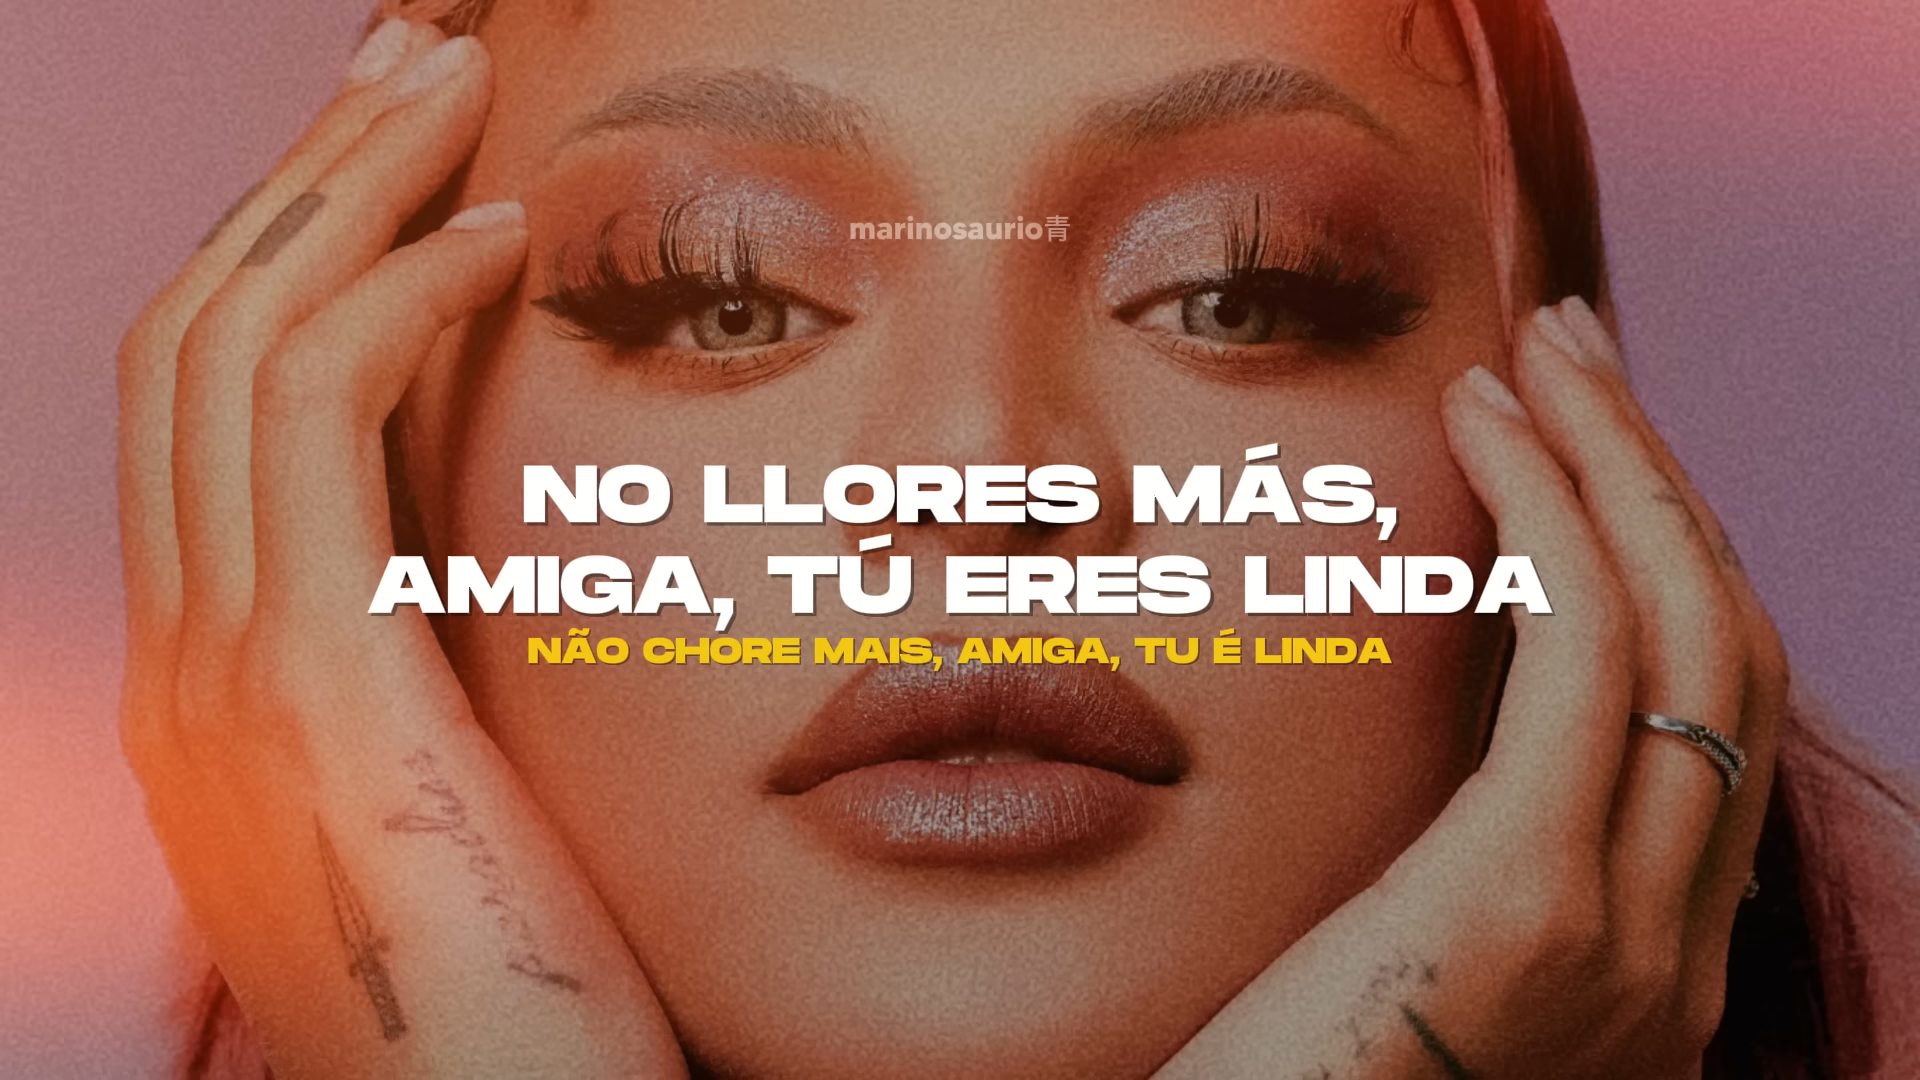 marinosaurio青
NO LLORES MÁS,
AMIGA, TÚ ERES LINDA
NÃO CHORE MAIS, AMIGA, TU É LINDA